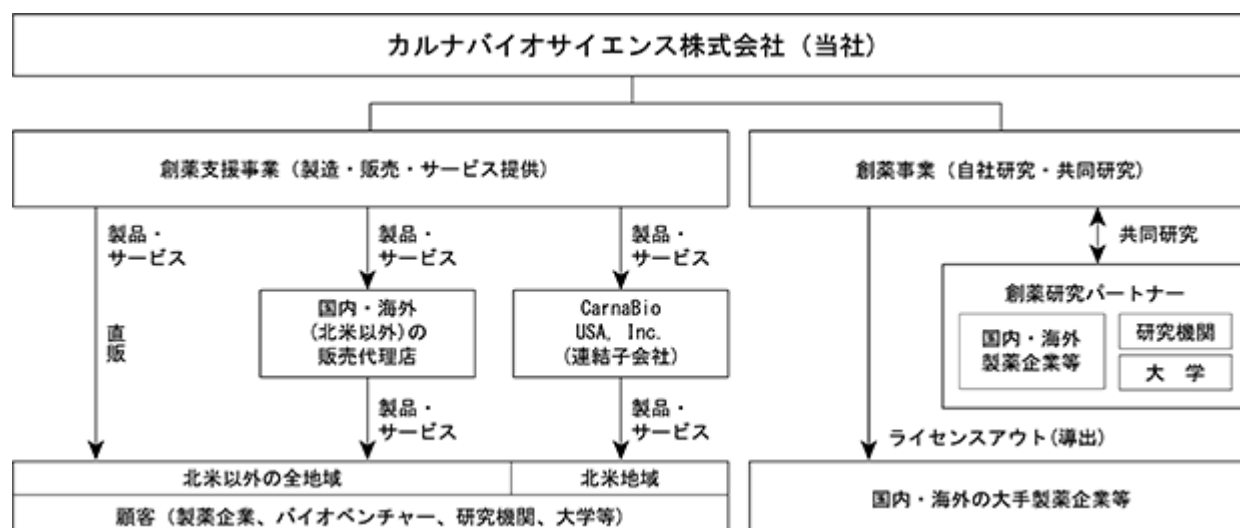 カルナバイオサイエンス株式会社（当社）
創薬支援事業（製造・販売・サービス提供）
創薬事業（自社研究・共同研究）
製品・
サービス
製品・
サービス
製品・
サービス
共同研究
直
販
国内・海外
(北米以外)の
販売代理店
CarnaBio
USA, Inc.
(連結子会社)
創薬研究パートナー
国内・海外
製薬企業等
研究機関
大　学
製品・
サービス
製品・
サービス
ライセンスアウト(導出)
北米以外の全地域
北米地域
顧客（製薬企業、バイオベンチャー、研究機関、大学等）
国内・海外の大手製薬企業等